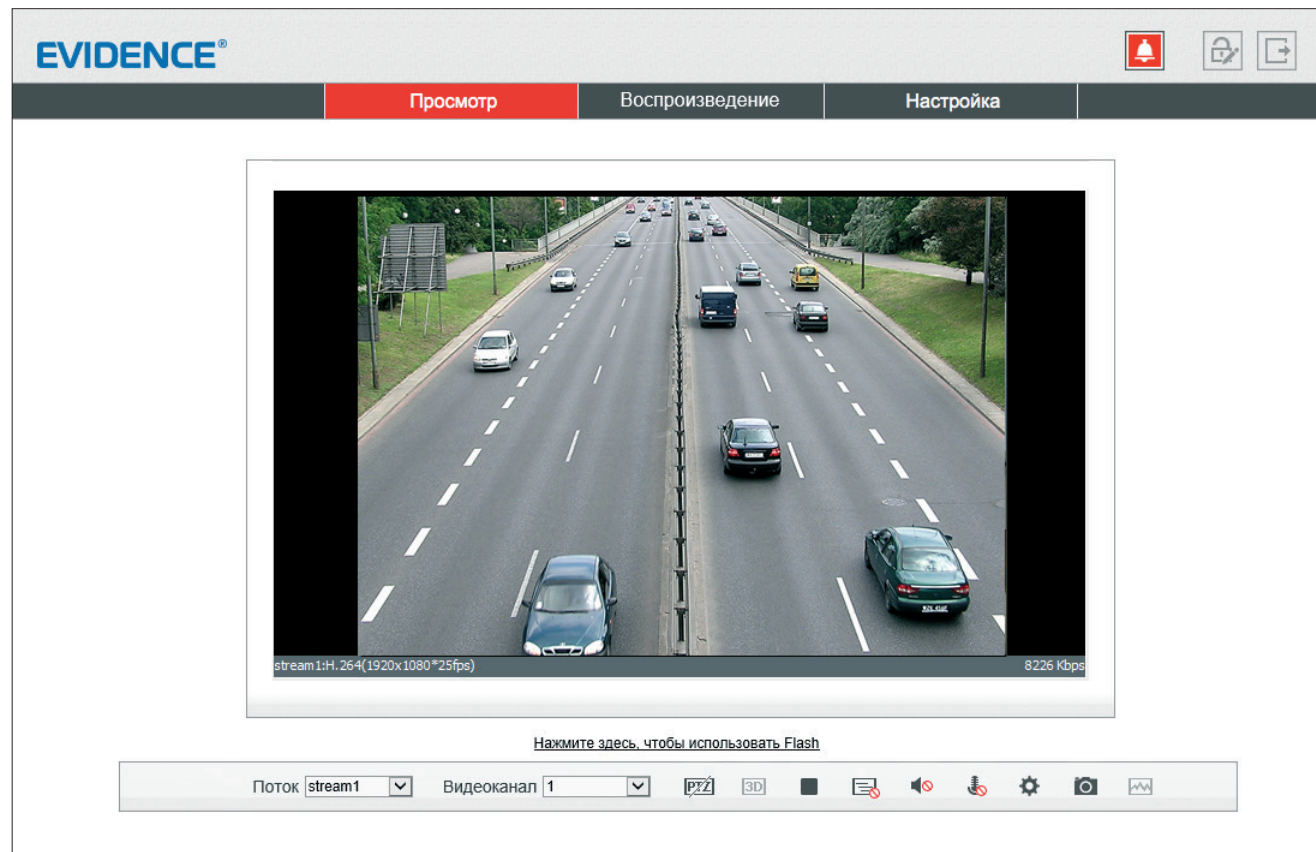 EVIDENCE®
Просмотр
Воспроизведение
Настройка
stream1:H.264(1920x1080*25fps)
8226 Kbps
Нажмите здесь, чтобы использовать Flash
Поток stream1
Видеоканал 1
PTZ
3D